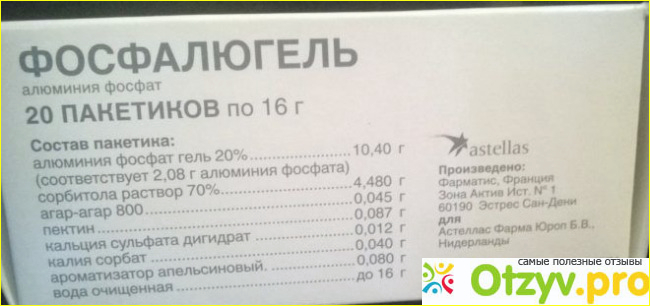 ФОСФАЛЮГЕЛЬ
алюминия фосфат
20 ПАКЕТИКОВ по 16 г
Состав пакетика:
алюминия фосфат гель 20%..................10,40 г
(соответствует 2,08 г алюминия фосфата)
сорбитола раствор 70%..................4,480 г
агар-агар 800..................0,045 г
пектин..................0,087 г
кальция сульфата дигидрат..................0,012 г
калия сорбат..................0,040 г
ароматизатор апельсиновый..................0,080 г
вода очищенная..................до 16 г
astellas
Произведено:
Фарматис, Франция
Зона Актив Ист. N° 1
60190 Эстрес Сан-Дени
для
Астеллас Фарма Юроп Б.В.,
Нидерланды
самые полезные отзывы
Otzyv.pro